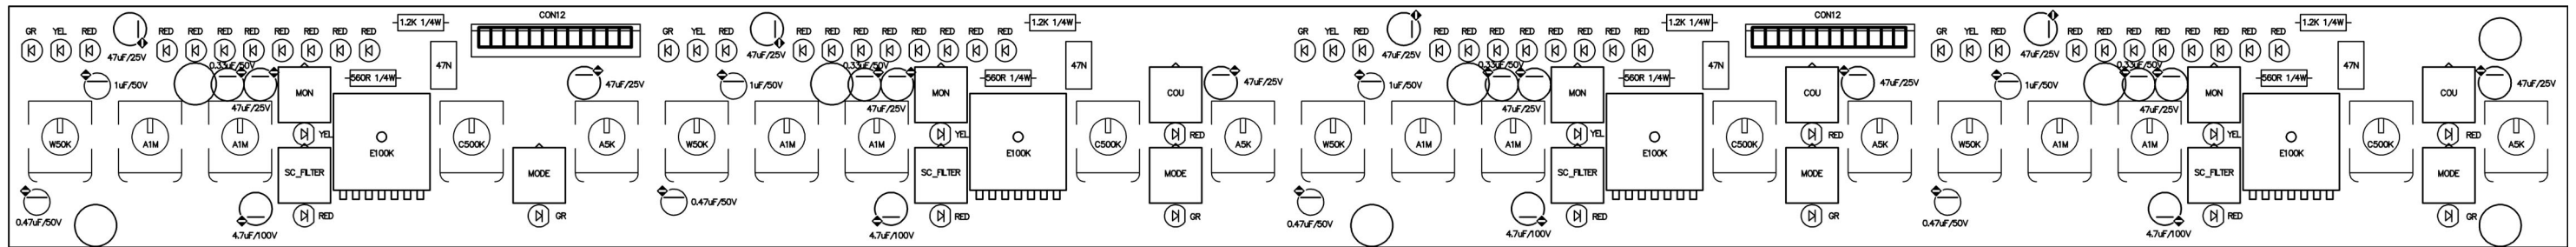 GR YEL RED RED RED RED RED RED RED RED RED 1.2K 1/4W CON12
47uF/25V
0.33uF/50V
47N
560R 1/4W
1uF/50V
47uF/25V
47uF/25V
MON
YEL
W50K A1M A1M E100K C500K A5K
SC_FILTER
MODE
0.47uF/50V
RED
GR
4.7uF/100V
GR YEL RED RED RED RED RED RED RED RED RED 1.2K 1/4W
47uF/25V
0.33uF/50V
47N
560R 1/4W
1uF/50V
47uF/25V
47uF/25V
MON
COU
YEL
RED
W50K A1M A1M E100K C500K A5K
SC_FILTER
MODE
0.47uF/50V
RED
GR
4.7uF/100V
GR YEL RED RED RED RED RED RED RED RED RED 1.2K 1/4W CON12
47uF/25V
0.33uF/50V
47N
560R 1/4W
1uF/50V
47uF/25V
47uF/25V
MON
COU
YEL
RED
W50K A1M A1M E100K C500K A5K
SC_FILTER
MODE
0.47uF/50V
RED
GR
4.7uF/100V
GR YEL RED RED RED RED RED RED RED RED RED 1.2K 1/4W
47uF/25V
0.33uF/50V
47N
560R 1/4W
1uF/50V
47uF/25V
47uF/25V
MON
COU
YEL
RED
W50K A1M A1M E100K C500K A5K
SC_FILTER
MODE
0.47uF/50V
RED
GR
4.7uF/100V